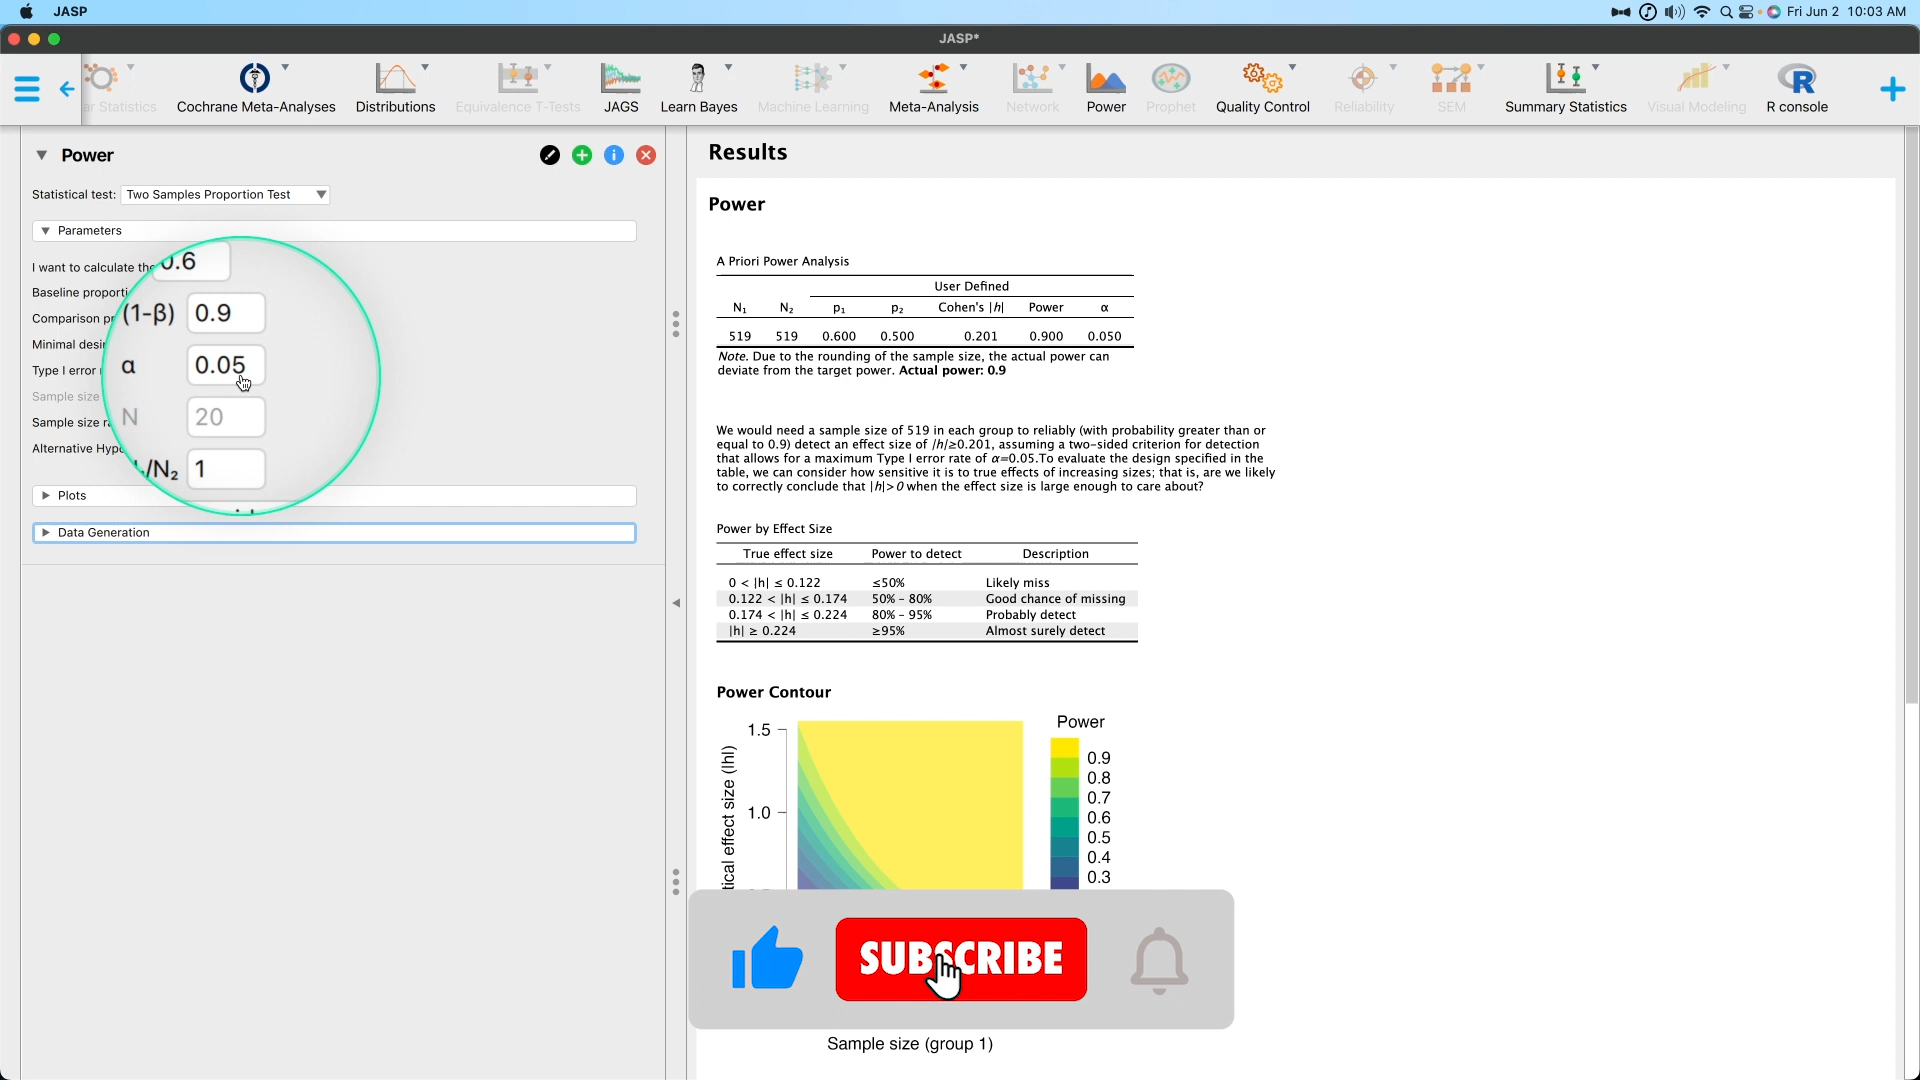 JASP
Fri Jun 2 10:03 AM
JASP*
ar Statistics
Cochrane Meta-Analyses
Distributions
Equivalence T-Tests
JAGS
Learn Bayes
Machine Learning
Meta-Analysis
Network
Power
Prophet
Quality Control
Reliability
SEM
Summary Statistics
Visual Modeling
R console
Power
Statistical test: Two Samples Proportion Test
Parameters
I want to calculate the
0.6
Baseline proporti
Comparison pr
(1-β) 0.9
Minimal desi
Type I error
α 0.05
Sample size
N 20
Sample size ra
Alternative Hypo
/N₂ 1
Plots
Data Generation
Results
Power
A Priori Power Analysis
User Defined
N₁ N₂ p₁ p₂ Cohen's |h| Power α
519 519 0.600 0.500 0.201 0.900 0.050
Note. Due to the rounding of the sample size, the actual power can
deviate from the target power. Actual power: 0.9
We would need a sample size of 519 in each group to reliably (with probability greater than or
equal to 0.9) detect an effect size of |h|≥0.201, assuming a two-sided criterion for detection
that allows for a maximum Type I error rate of α=0.05.To evaluate the design specified in the
table, we can consider how sensitive it is to true effects of increasing sizes; that is, are we likely
to correctly conclude that |h|>0 when the effect size is large enough to care about?
Power by Effect Size
True effect size Power to detect Description
0 < |h| ≤ 0.122 ≤50% Likely miss
0.122 < |h| ≤ 0.174 50% – 80% Good chance of missing
0.174 < |h| ≤ 0.224 80% – 95% Probably detect
|h| ≥ 0.224 ≥95% Almost surely detect
Power Contour
Power
1.5
1.0
tical effect size (|h|)
0.9
0.8
0.7
0.6
0.5
0.4
0.3
SUBSCRIBE
Sample size (group 1)